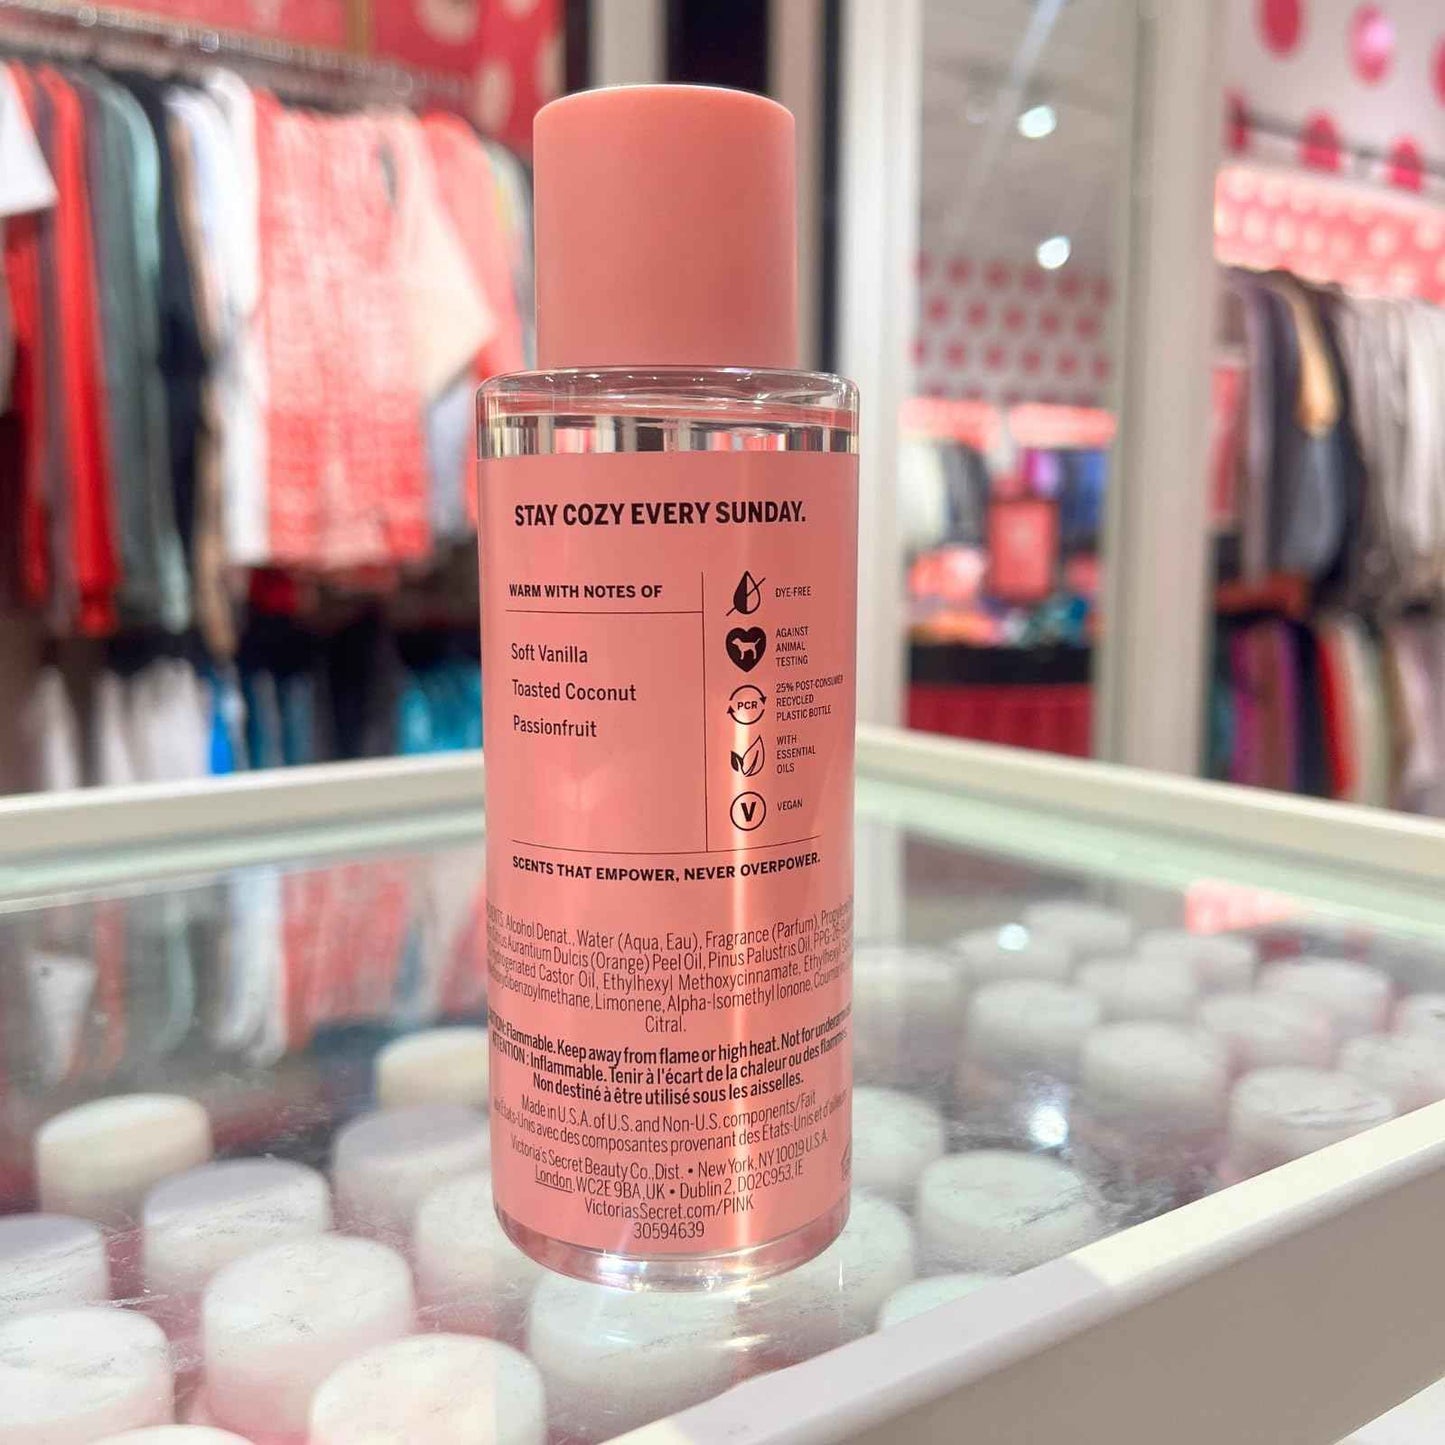 STAY COZY EVERY SUNDAY.
WARM WITH NOTES OF
Soft Vanilla
Toasted Coconut
Passionfruit
DYE-FREE
AGAINST
ANIMAL
TESTING
PCR
25% POST-CONSUMER
RECYCLED
PLASTIC BOTTLE
WITH
ESSENTIAL
OILS
V
VEGAN
SCENTS THAT EMPOWER, NEVER OVERPOWER.
Alcohol Denat., Water (Aqua, Eau), Fragrance (Parfum),
Aurantium Dulcis (Orange) Peel Oil, Pinus Palustris Oil,
Castor Oil, Ethylhexyl Methoxycinnamate, Ethylhexyl
Limonene, Alpha-Isomethyl Ionone,
Citral.
Flammable. Keep away from flame or high heat. Not for
ATTENTION : Inflammable. Tenir à l'écart de la chaleur ou des flammes.
Non destiné à être utilisé sous les aisselles.
Made in U.S.A. of U.S. and Non-U.S. components/Fait
avec des composantes provenant des États-Unis et
Victoria's Secret Beauty Co., Dist. • New York, NY 10019 U.S.A.
London, WC2E 9BA, UK • Dublin 2, D02C953, IE
VictoriasSecret.com/PINK
30594639